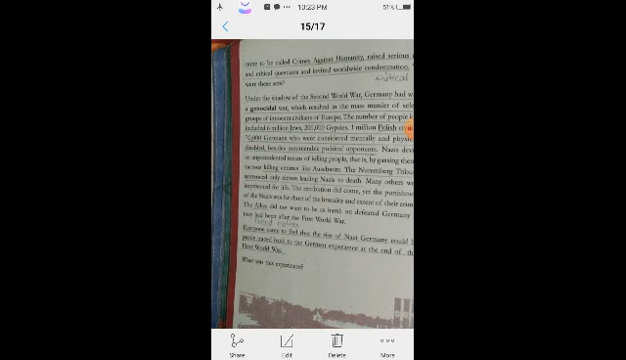 10:23 PM
51%
15/17
came to be called Crimes Against Humanity, raised serious
and ethical questions and invited worldwide condemnation.
were these acts?
Under the shadow of the Second World War, Germany had w
a genocidal war, which resulted in the mass murder of sele
groups of innocent civilians of Europe. The number of people
included 6 million Jews, 200,000 Gypsies, 1 million Polish
70,000 Germans who were considered mentally and physic
disabled, besides innumerable political opponents. Nazis dev
an unprecedented means of killing people, that is, by gassing them
various killing centres like Auschwitz. The Nuremberg Tribu
sentenced only eleven leading Nazis to death. Many others w
imprisoned for life. The retribution did come, yet the punishme
of the Nazis was far short of the brutality and extent of their crim
The Allies did not want to be as harsh on defeated Germany
they had been after the First World War.
Everyone came to feel that the rise of Nazi Germany could
partly traced back to the German experience at the end of th
First World War.
What was this experience?
Share
Edit
Delete
More